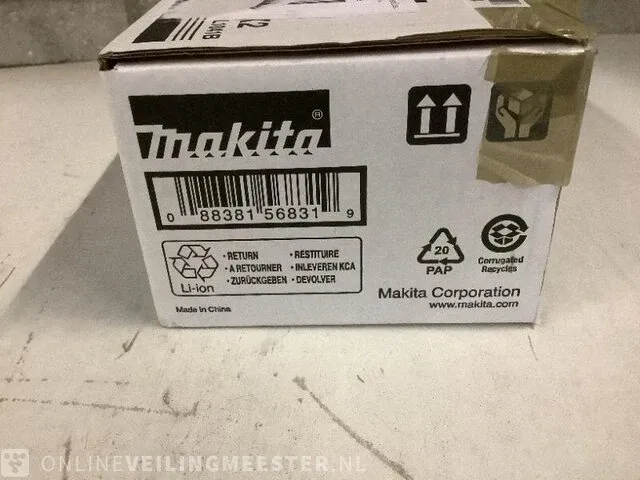 makita®
0 88381 56831 9
Li-ion
• RETURN • RESTITUIRE
• A RETOURNER • INLEVEREN KCA
• ZURÜCKGEBEN • DEVOLVER
20
PAP
Corrugated
Recycles
Made in China
Makita Corporation
www.makita.com
ONLINEVEILINGMEESTER.NL